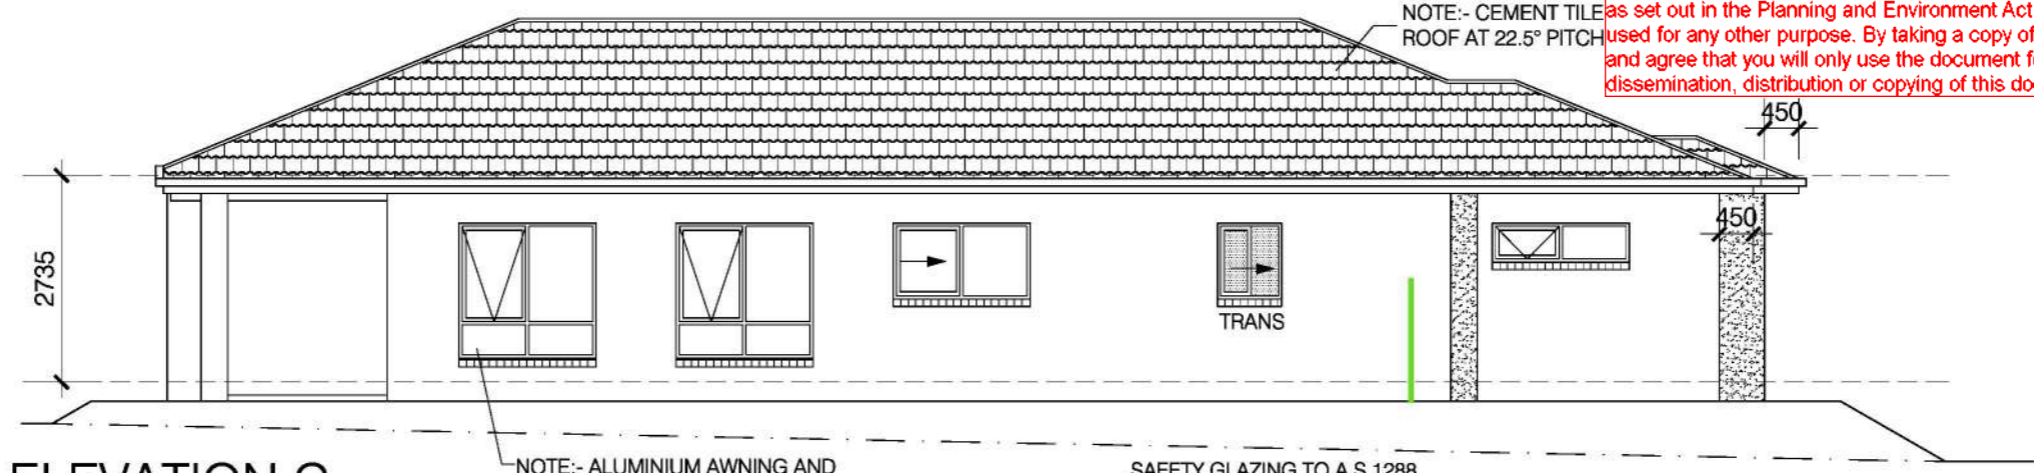 NOTE:- CEMENT TILE
ROOF AT 22.5° PITCH
as set out in the Planning and Environment Act
used for any other purpose. By taking a copy of
and agree that you will only use the document f
dissemination, distribution or copying of this do
450
2735
450
TRANS
ELEVATION C
NOTE:- ALUMINIUM AWNING AND
SAFETY GLAZING TO A.S.1288